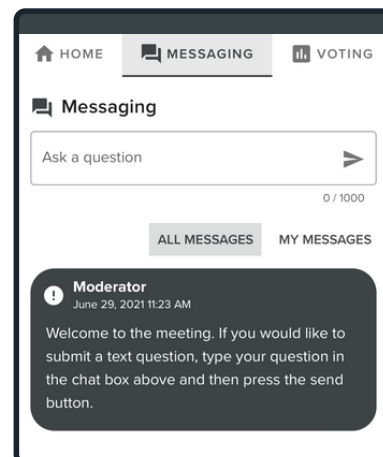 HOME MESSAGING VOTING
Messaging
Ask a question
0 / 1000
ALL MESSAGES MY MESSAGES
Moderator
June 29, 2021 11:23 AM
Welcome to the meeting. If you would like to
submit a text question, type your question in
the chat box above and then press the send
button.